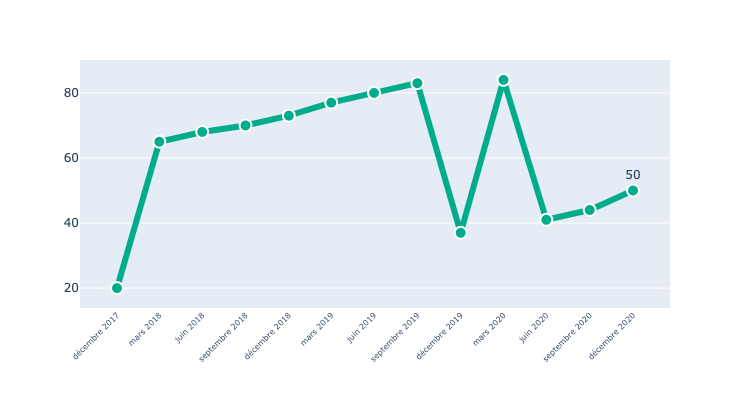 80
60
40
20
50
décembre 2017
mars 2018
juin 2018
septembre 2018
décembre 2018
mars 2019
juin 2019
septembre 2019
décembre 2019
mars 2020
juin 2020
septembre 2020
décembre 2020